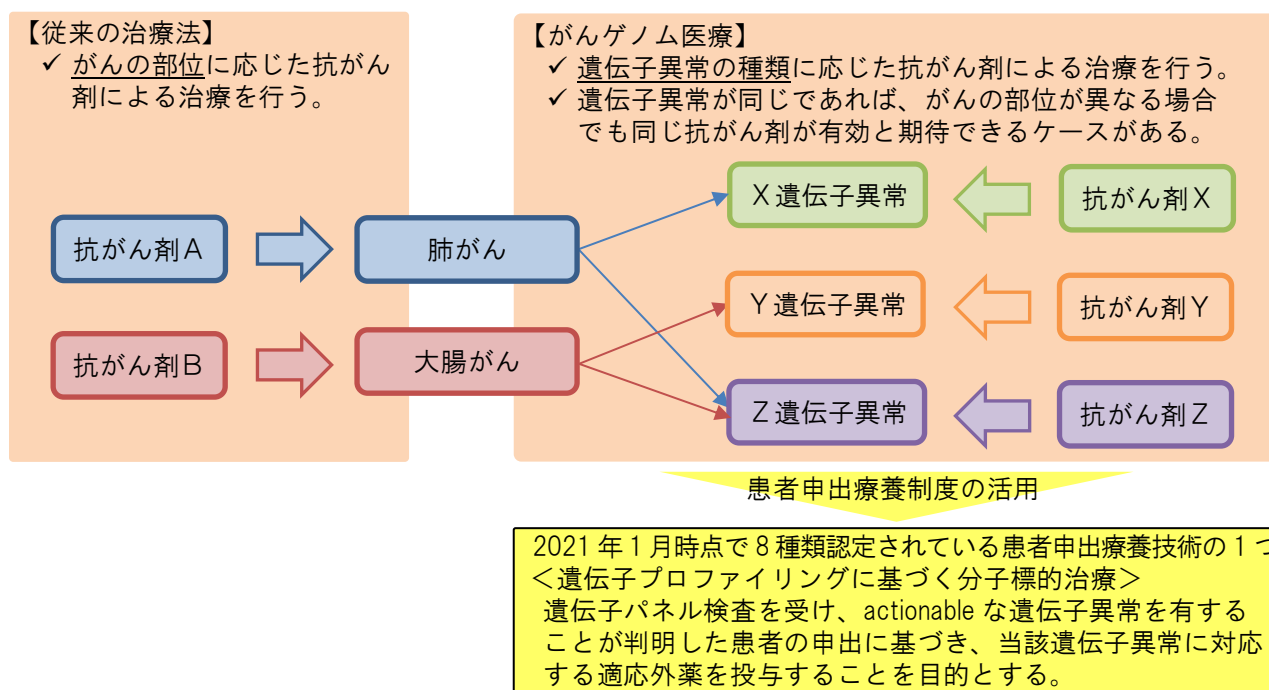 【従来の治療法】
✓ がんの部位に応じた抗がん
剤による治療を行う。
抗がん剤A
肺がん
抗がん剤B
大腸がん
【がんゲノム医療】
✓ 遺伝子異常の種類に応じた抗がん剤による治療を行う。
✓ 遺伝子異常が同じであれば、がんの部位が異なる場合
でも同じ抗がん剤が有効と期待できるケースがある。
X遺伝子異常
抗がん剤X
Y遺伝子異常
抗がん剤Y
Z遺伝子異常
抗がん剤Z
患者申出療養制度の活用
2021年1月時点で8種類認定されている患者申出療養技術の1つ
＜遺伝子プロファイリングに基づく分子標的治療＞
遺伝子パネル検査を受け、actionableな遺伝子異常を有する
ことが判明した患者の申出に基づき、当該遺伝子異常に対応
する適応外薬を投与することを目的とする。